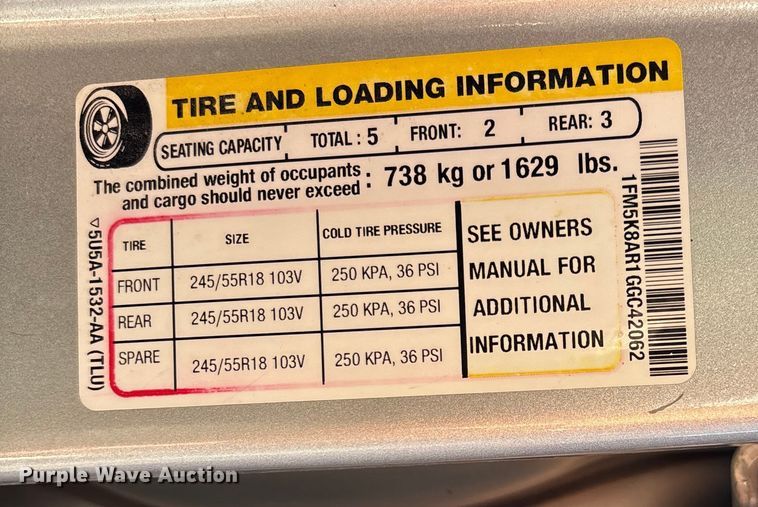 TIRE AND LOADING INFORMATION
SEATING CAPACITY TOTAL : 5 FRONT: 2 REAR: 3
The combined weight of occupants
and cargo should never exceed : 738 kg or 1629 lbs.
TIRE SIZE COLD TIRE PRESSURE
FRONT 245/55R18 103V 250 KPA, 36 PSI
REAR 245/55R18 103V 250 KPA, 36 PSI
SPARE 245/55R18 103V 250 KPA, 36 PSI
SEE OWNERS
MANUAL FOR
ADDITIONAL
INFORMATION
▽5U5A-1532-AA (TLU)
1FM5K8AR1GGC42062
Purple Wave Auction